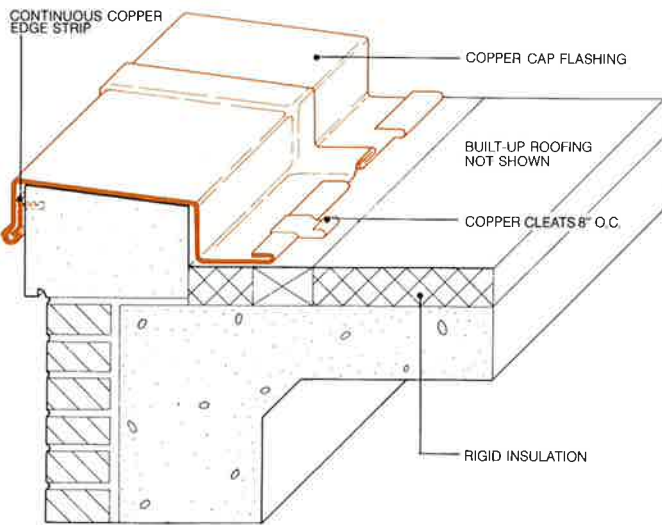 CONTINUOUS COPPER
EDGE STRIP
COPPER CAP FLASHING
BUILT-UP ROOFING
NOT SHOWN
COPPER CLEATS 8" O.C.
RIGID INSULATION